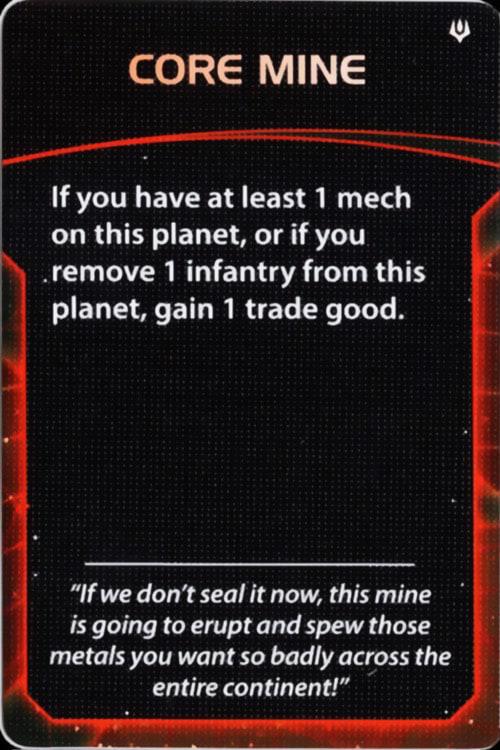 CORE MINE
If you have at least 1 mech
on this planet, or if you
remove 1 infantry from this
planet, gain 1 trade good.
"If we don't seal it now, this mine
is going to erupt and spew those
metals you want so badly across the
entire continent!"